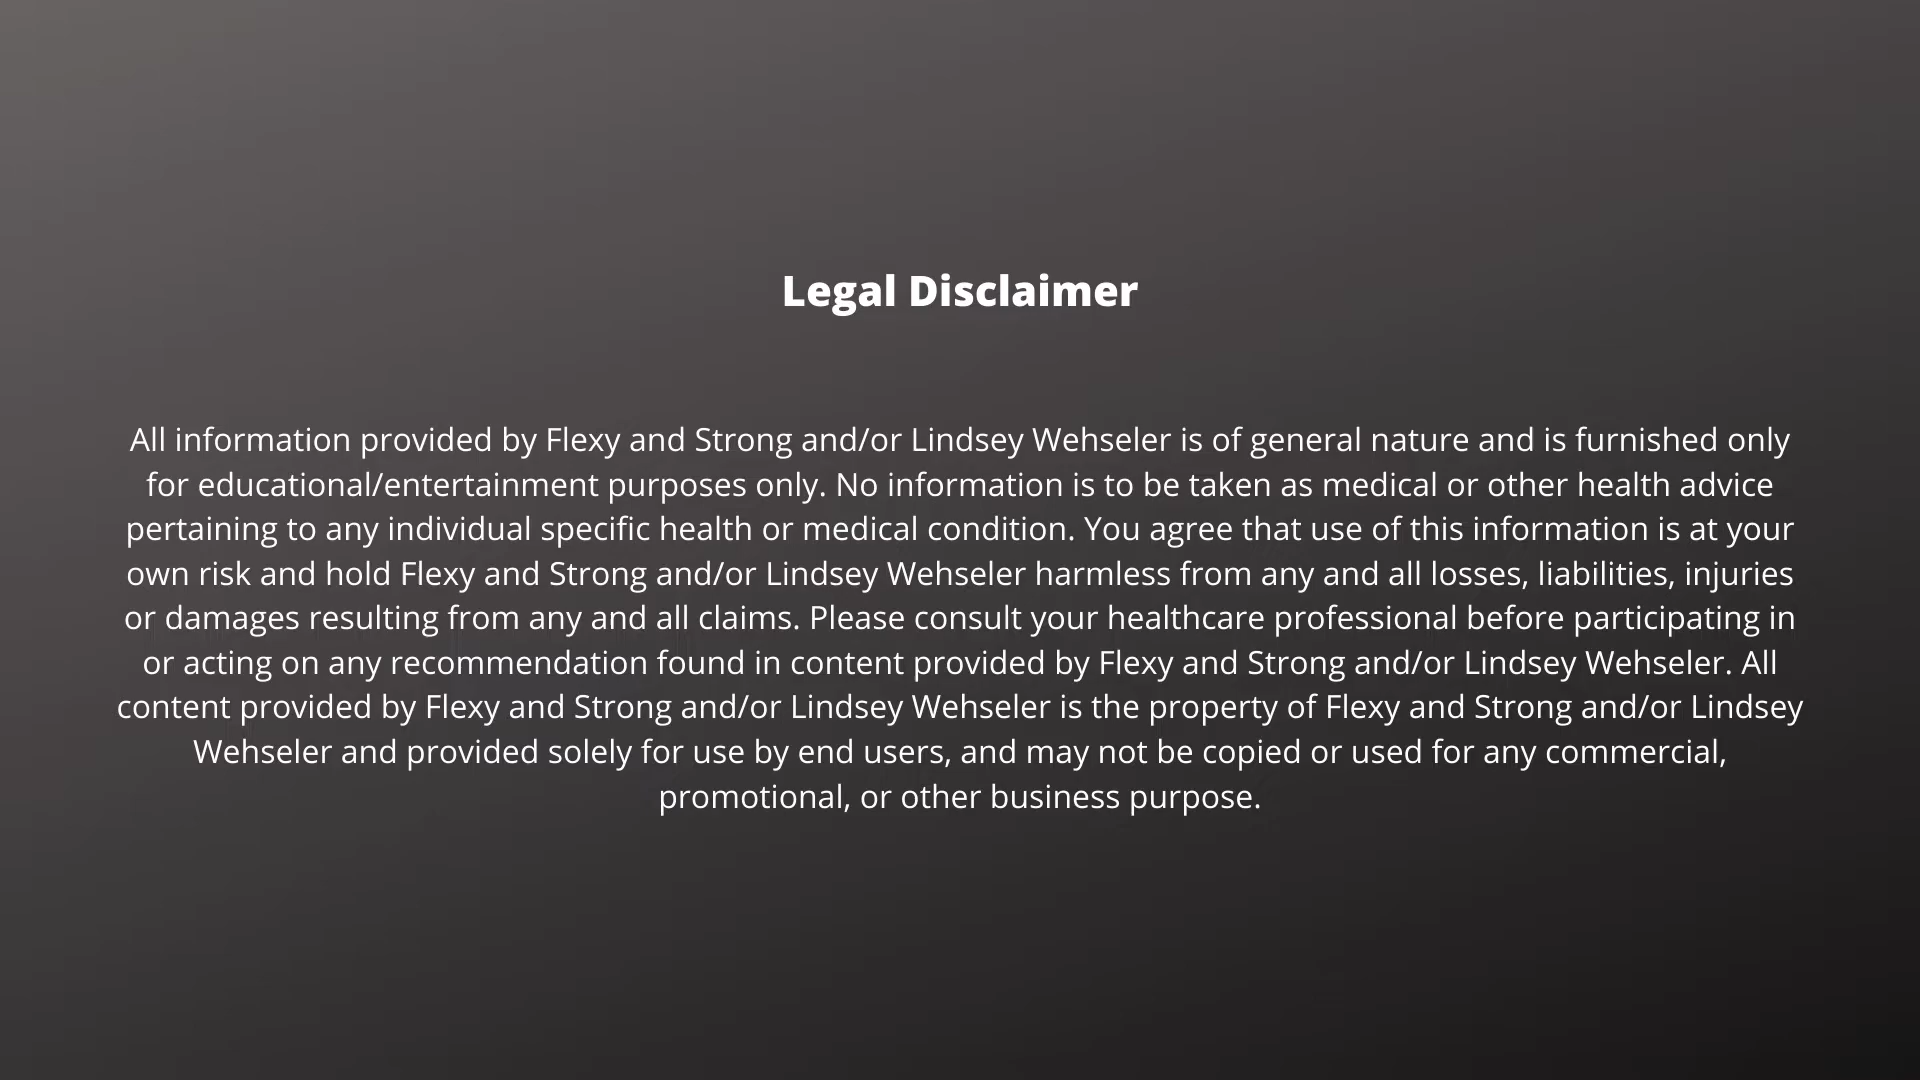 Legal Disclaimer
All information provided by Flexy and Strong and/or Lindsey Wehseler is of general nature and is furnished only
for educational/entertainment purposes only. No information is to be taken as medical or other health advice
pertaining to any individual specific health or medical condition. You agree that use of this information is at your
own risk and hold Flexy and Strong and/or Lindsey Wehseler harmless from any and all losses, liabilities, injuries
or damages resulting from any and all claims. Please consult your healthcare professional before participating in
or acting on any recommendation found in content provided by Flexy and Strong and/or Lindsey Wehseler. All
content provided by Flexy and Strong and/or Lindsey Wehseler is the property of Flexy and Strong and/or Lindsey
Wehseler and provided solely for use by end users, and may not be copied or used for any commercial,
promotional, or other business purpose.